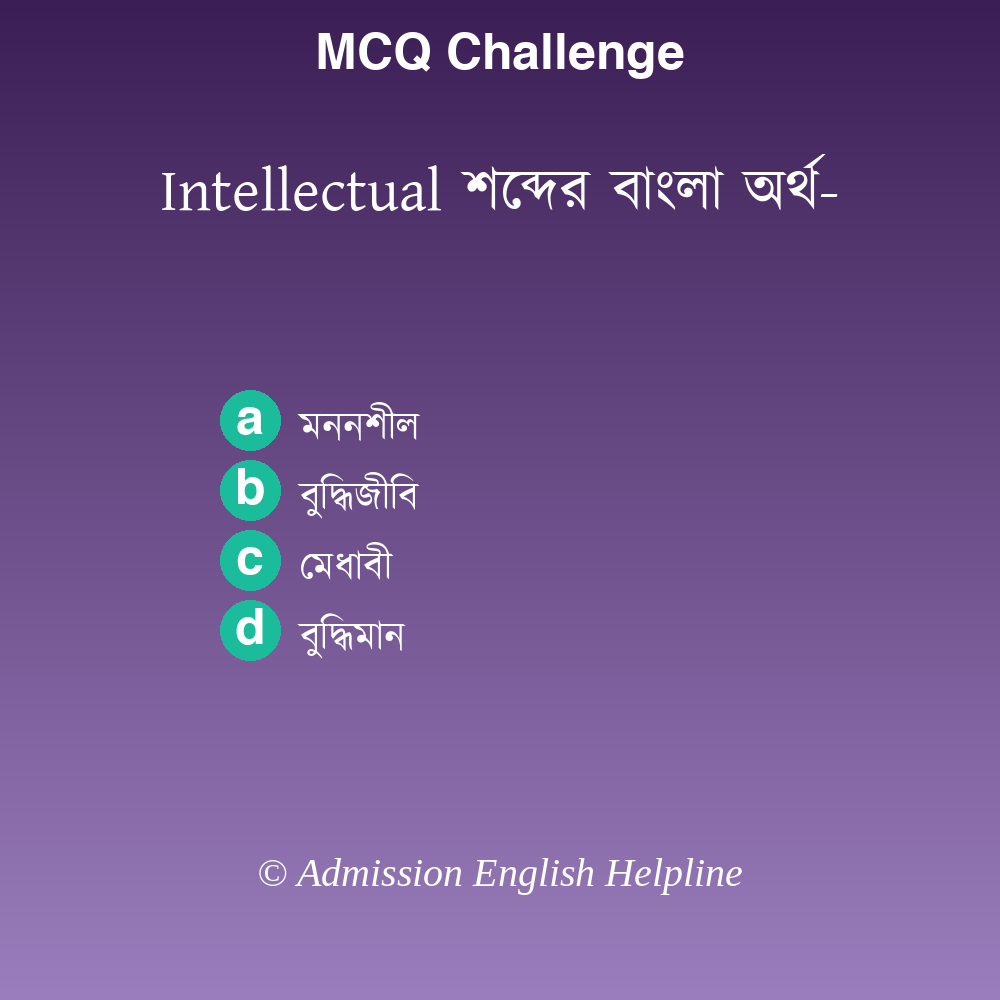 MCQ Challenge
Intellectual শব্দের বাংলা অর্থ-
a মননশীল
b বুদ্ধিজীবি
c মেধাবী
d বুদ্ধিমান
© Admission English Helpline